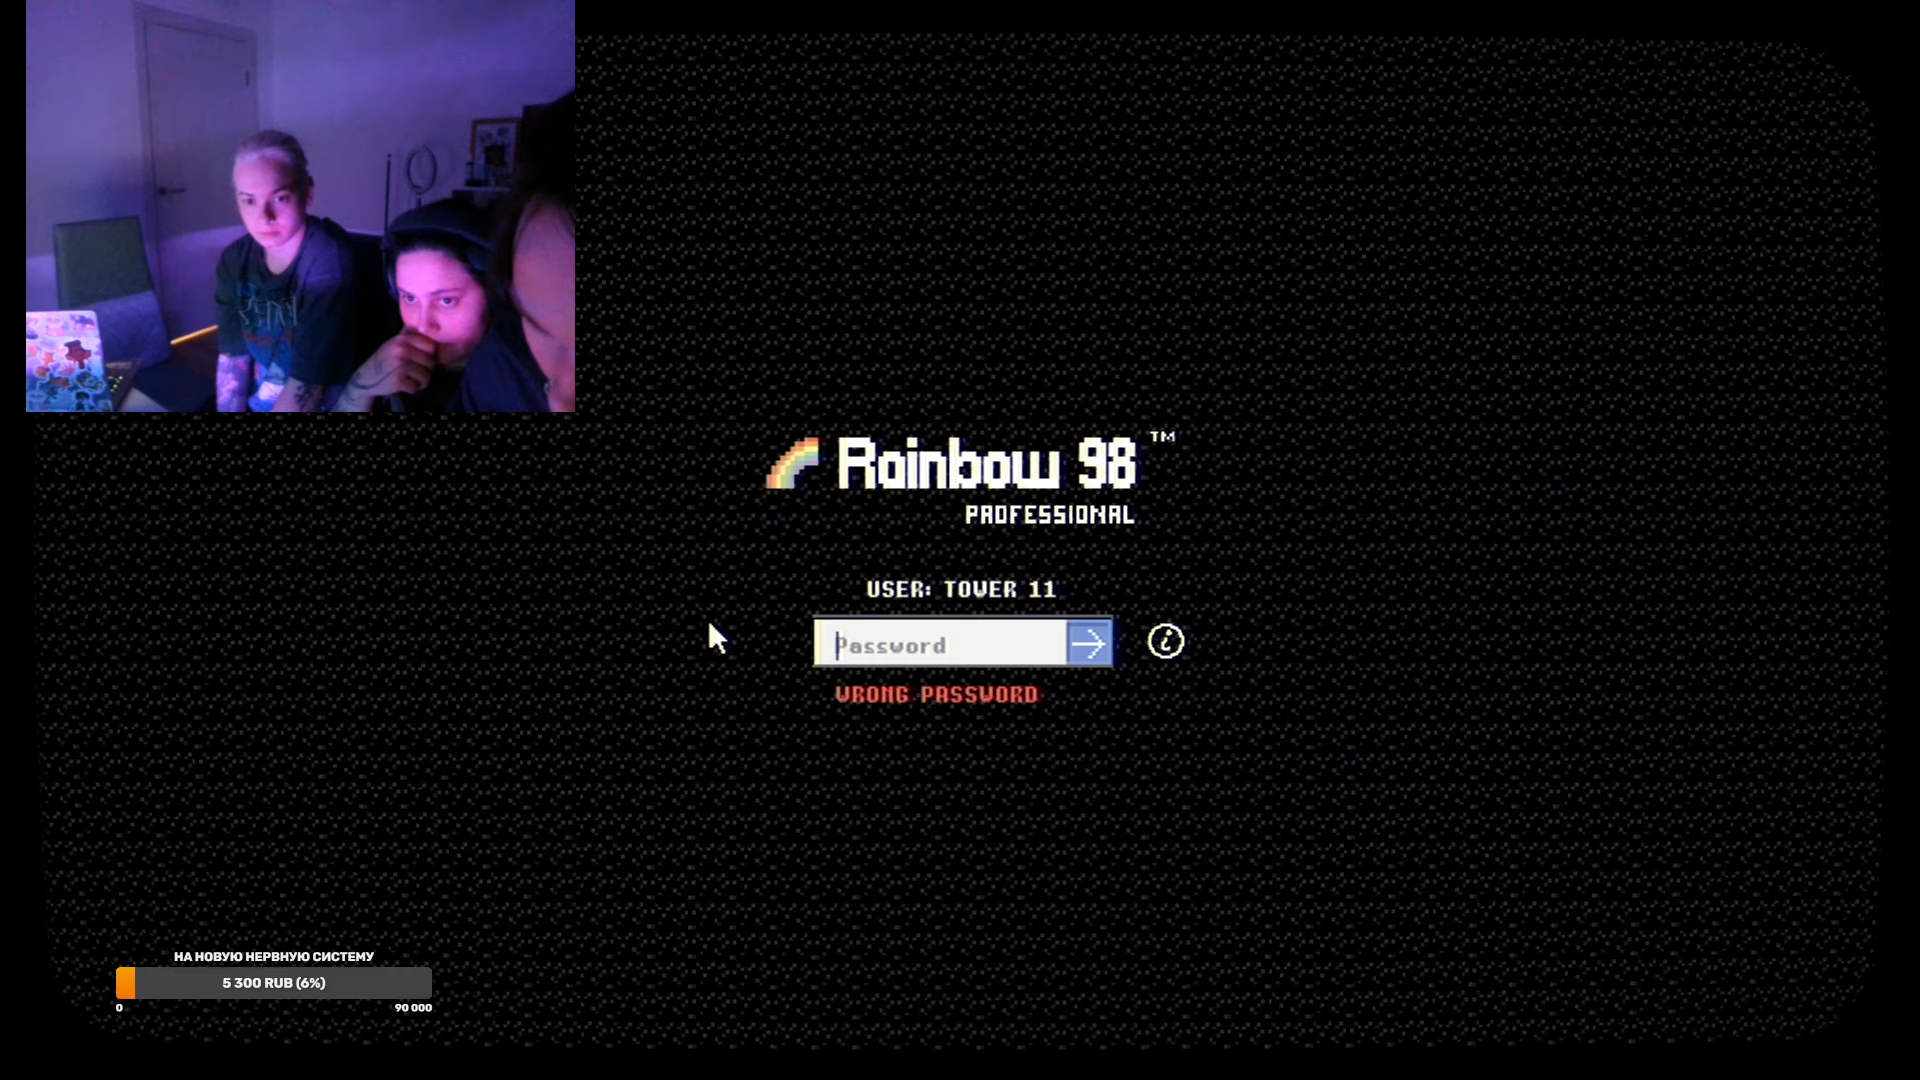 Rainbow 98 ™
PROFESSIONAL
USER: TOWER 11
Password
WRONG PASSWORD
НА НОВУЮ НЕРВНУЮ СИСТЕМУ
5 300 RUB (6%)
0 90 000